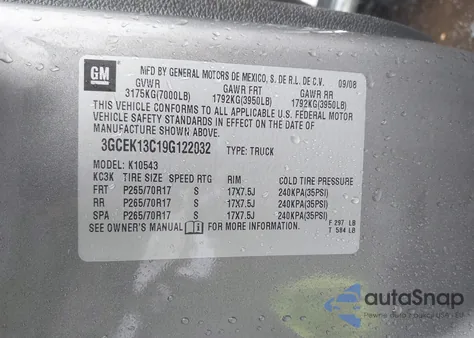 GM
MFD BY GENERAL MOTORS DE MEXICO, S. DE R.L. DE C.V. 09/08
GVWR GAWR FRT GAWR RR
3175KG(7000LB) 1792KG(3950LB) 1792KG(3950LB)
THIS VEHICLE CONFORMS TO ALL APPLICABLE U.S. FEDERAL MOTOR
VEHICLE SAFETY STANDARDS IN EFFECT ON THE DATE OF
MANUFACTURE SHOWN ABOVE.
3GCEK13C19G122032 TYPE: TRUCK
MODEL: K10543
KC3K TIRE SIZE SPEED RTG RIM COLD TIRE PRESSURE
FRT P265/70R17 S 17X7.5J 240KPA(35PSI)
RR P265/70R17 S 17X7.5J 240KPA(35PSI)
SPA P265/70R17 S 17X7.5J 240KPA(35PSI)
SEE OWNER'S MANUAL FOR MORE INFORMATION.
F 297 LB
T 584 LB
autoSnap